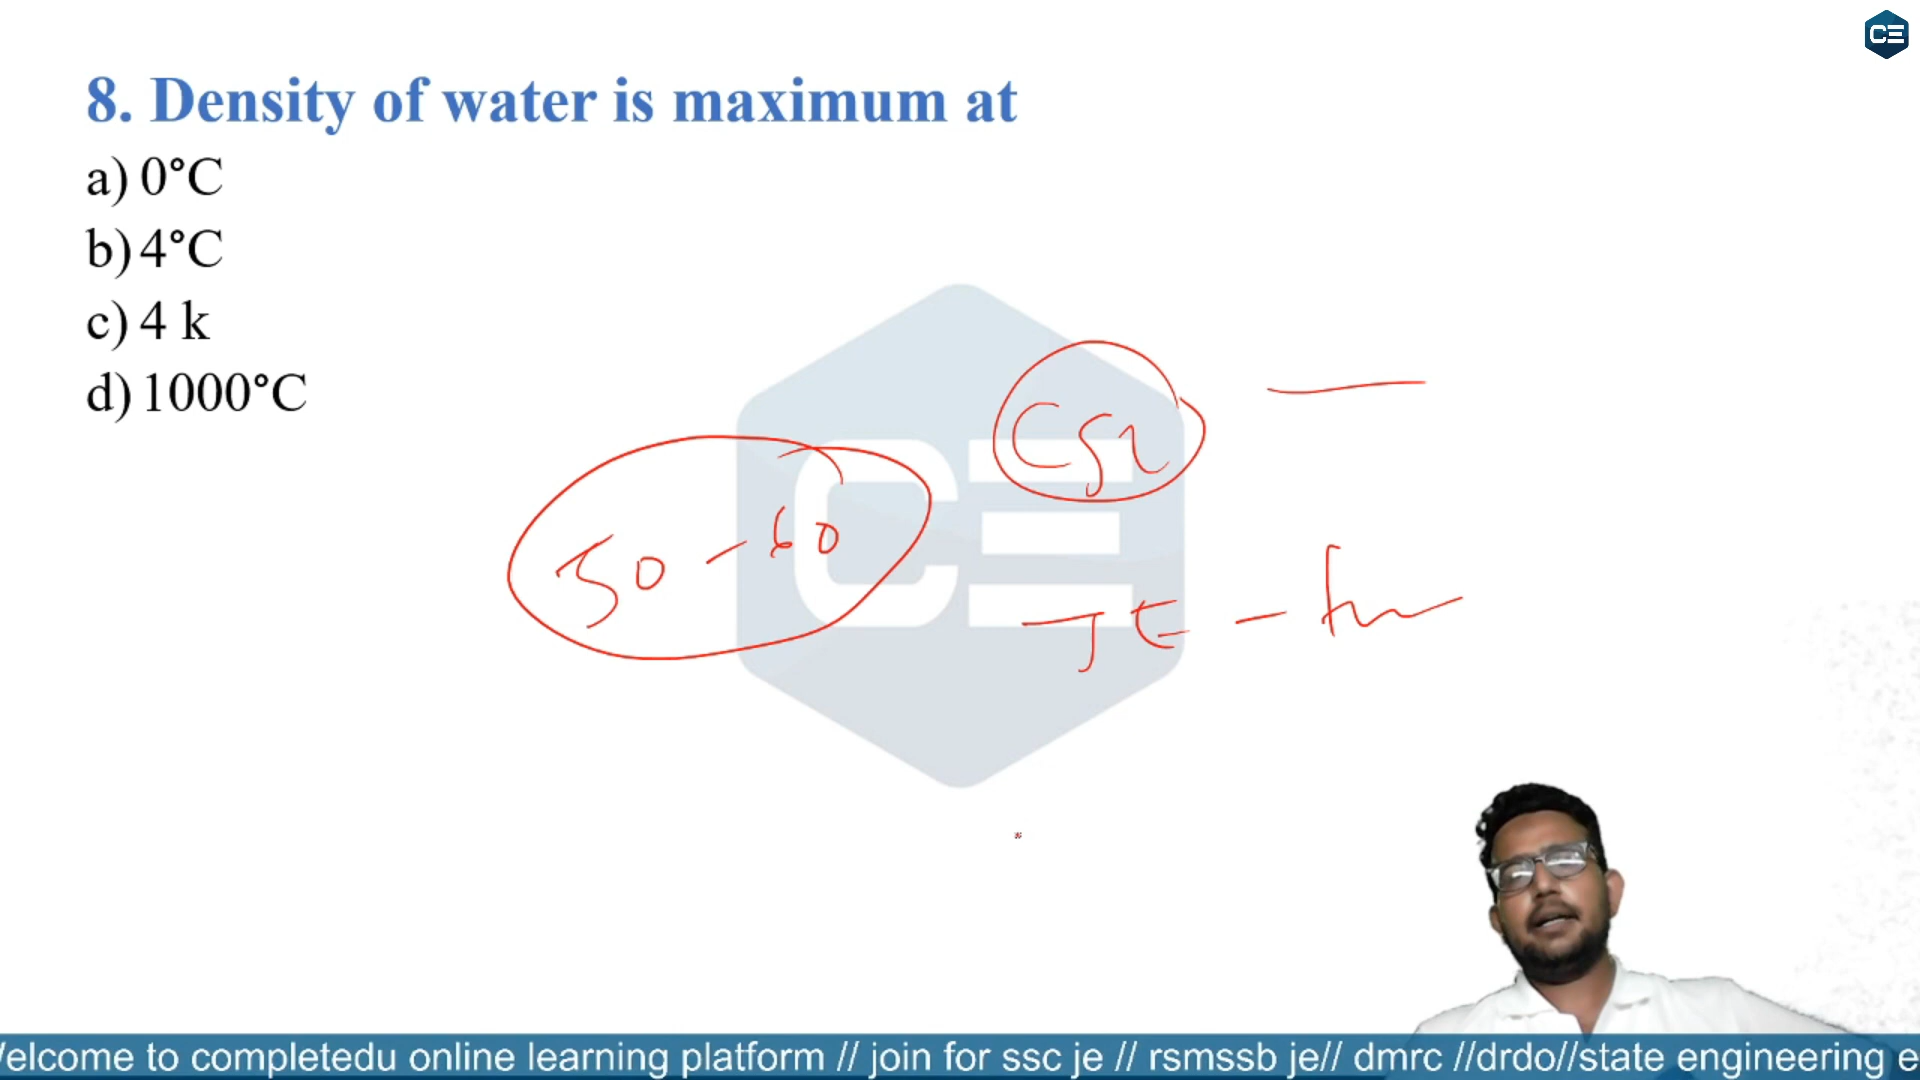 8. Density of water is maximum at
a) 0°C
b) 4°C
c) 4 k
d) 1000°C
50 - 60
JE -
CE
elcome to completedu online learning platform // join for ssc je // rsmssb je// dmrc //drdo//state engineering e